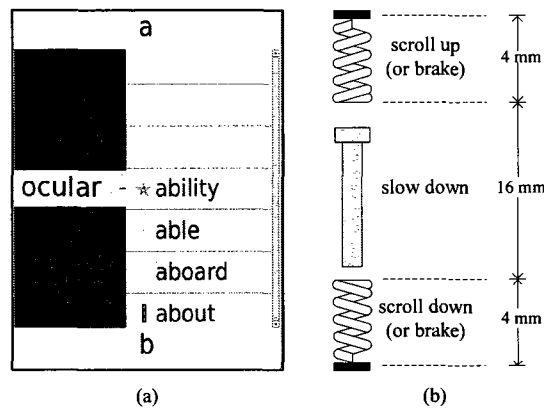 a
ocular
ability
able
aboard
about
b
(a)
scroll up
(or brake)
4 mm
slow down
16 mm
scroll down
(or brake)
4 mm
(b)